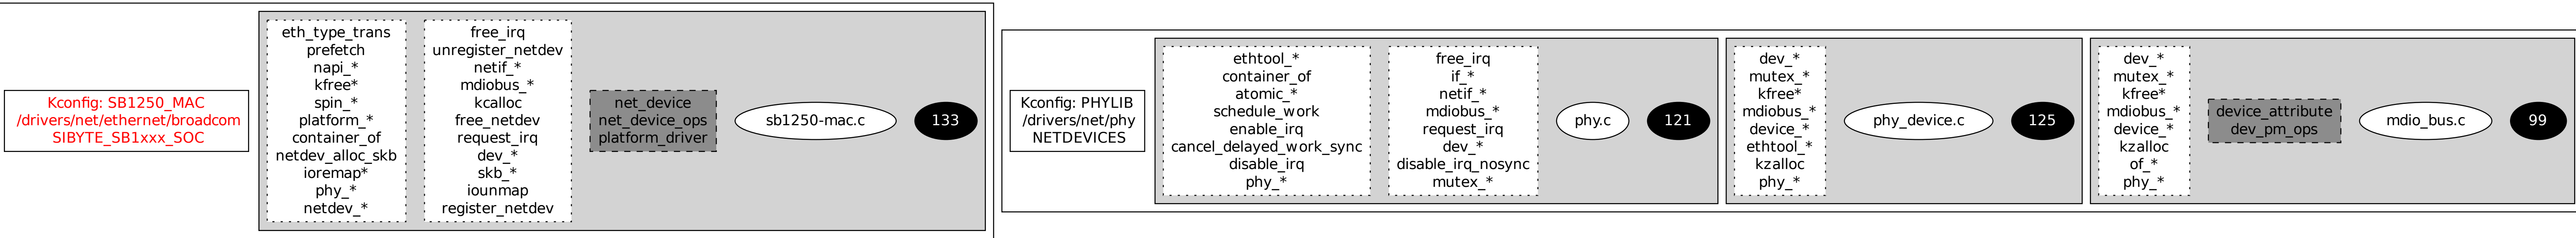 Kconfig: SB1250_MAC
/drivers/net/ethernet/broadcom
SIBYTE_SB1xxx_SOC
eth_type_trans
prefetch
napi_*
kfree*
spin_*
platform_*
container_of
netdev_alloc_skb
ioremap*
phy_*
netdev_*
free_irq
unregister_netdev
netif_*
mdiobus_*
kcalloc
free_netdev
request_irq
dev_*
skb_*
iounmap
register_netdev
net_device
net_device_ops
platform_driver
sb1250-mac.c
133
Kconfig: PHYLIB
/drivers/net/phy
NETDEVICES
ethtool_*
container_of
atomic_*
schedule_work
enable_irq
cancel_delayed_work_sync
disable_irq
phy_*
free_irq
if_*
netif_*
mdiobus_*
request_irq
dev_*
disable_irq_nosync
mutex_*
phy.c
121
dev_*
mutex_*
kfree*
mdiobus_*
device_*
ethtool_*
kzalloc
phy_*
phy_device.c
125
dev_*
mutex_*
kfree*
mdiobus_*
device_*
kzalloc
of_*
phy_*
device_attribute
dev_pm_ops
mdio_bus.c
99